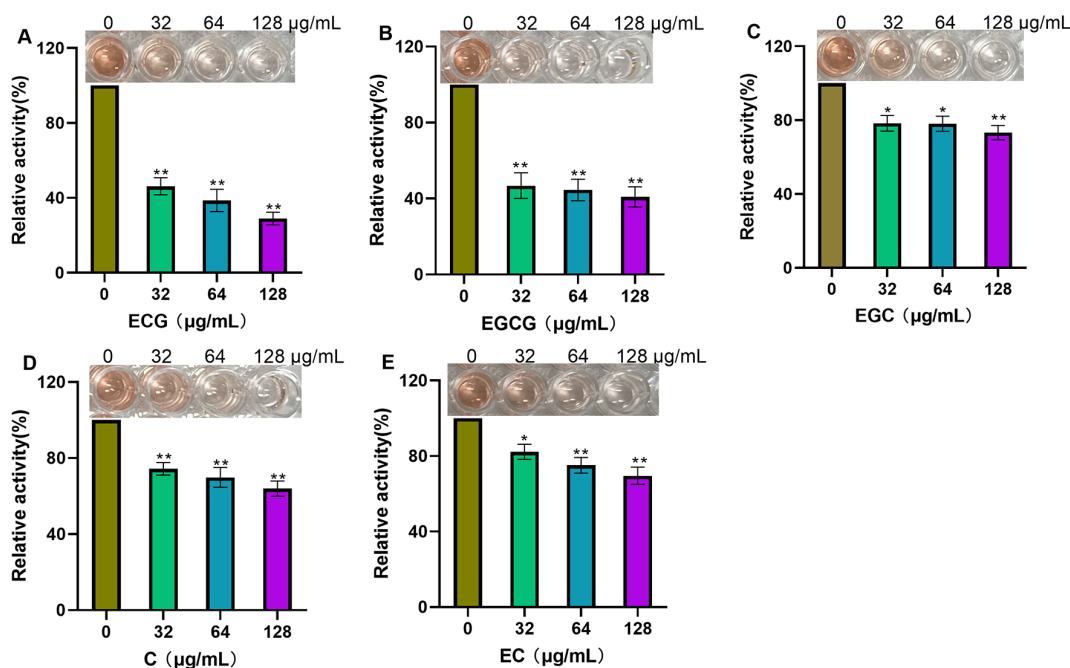 A
0 32 64 128 μg/mL
120
80
40
0
Relative activity(%)
** ** **
0 32 64 128
ECG（μg/mL）
B
0 32 64 128 μg/mL
120
80
40
0
Relative activity(%)
** ** **
0 32 64 128
EGCG（μg/mL）
C
0 32 64 128 μg/mL
120
80
40
0
Relative activity(%)
* * **
0 32 64 128
EGC（μg/mL）
D
0 32 64 128 μg/mL
120
80
40
0
Relative activity(%)
** ** **
0 32 64 128
C（μg/mL）
E
0 32 64 128 μg/mL
120
80
40
0
Relative activity(%)
* ** **
0 32 64 128
EC（μg/mL）